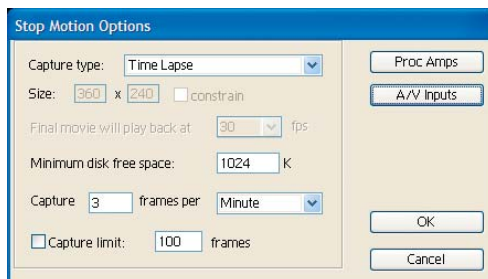 Stop Motion Options
Capture type: Time Lapse
Proc Amps
Size: 360 x 240 constrain
A/V Inputs
Final movie will play back at 30 fps
Minimum disk free space: 1024 K
Capture 3 frames per Minute
OK
Capture limit: 100 frames
Cancel